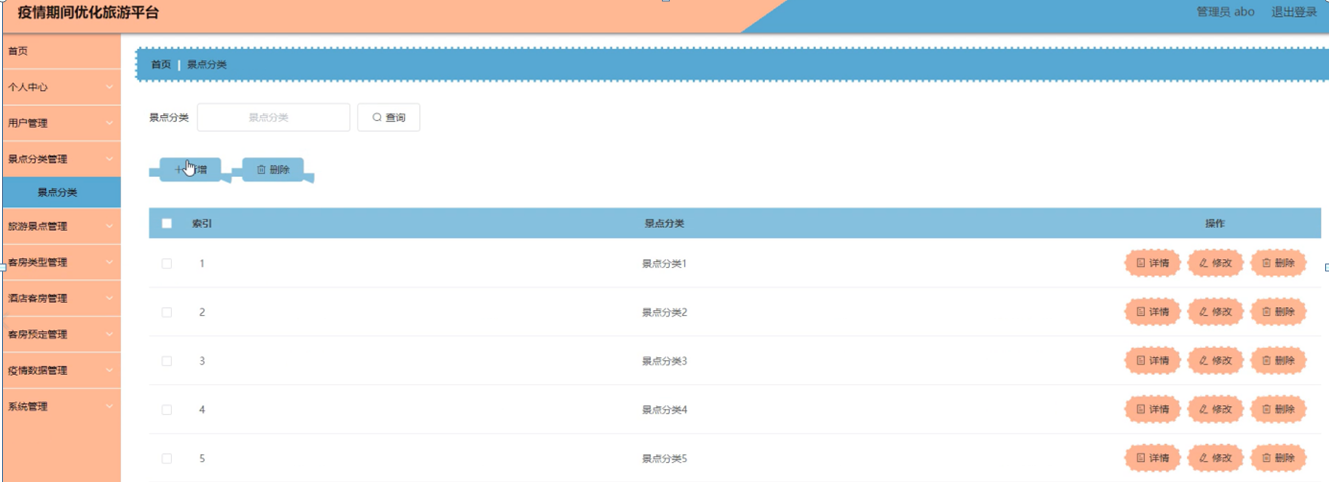 疫情期间优化旅游平台
管理员 abo 退出登录
首页
个人中心
用户管理
景点分类管理
景点分类
旅游景点管理
客房类型管理
酒店客房管理
客房预定管理
疫情数据管理
系统管理
首页 | 景点分类
景点分类 景点分类 查询
增 删除
索引 景点分类 操作
1 景点分类1 详情 修改 删除
2 景点分类2 详情 修改 删除
3 景点分类3 详情 修改 删除
4 景点分类4 详情 修改 删除
5 景点分类5 详情 修改 删除